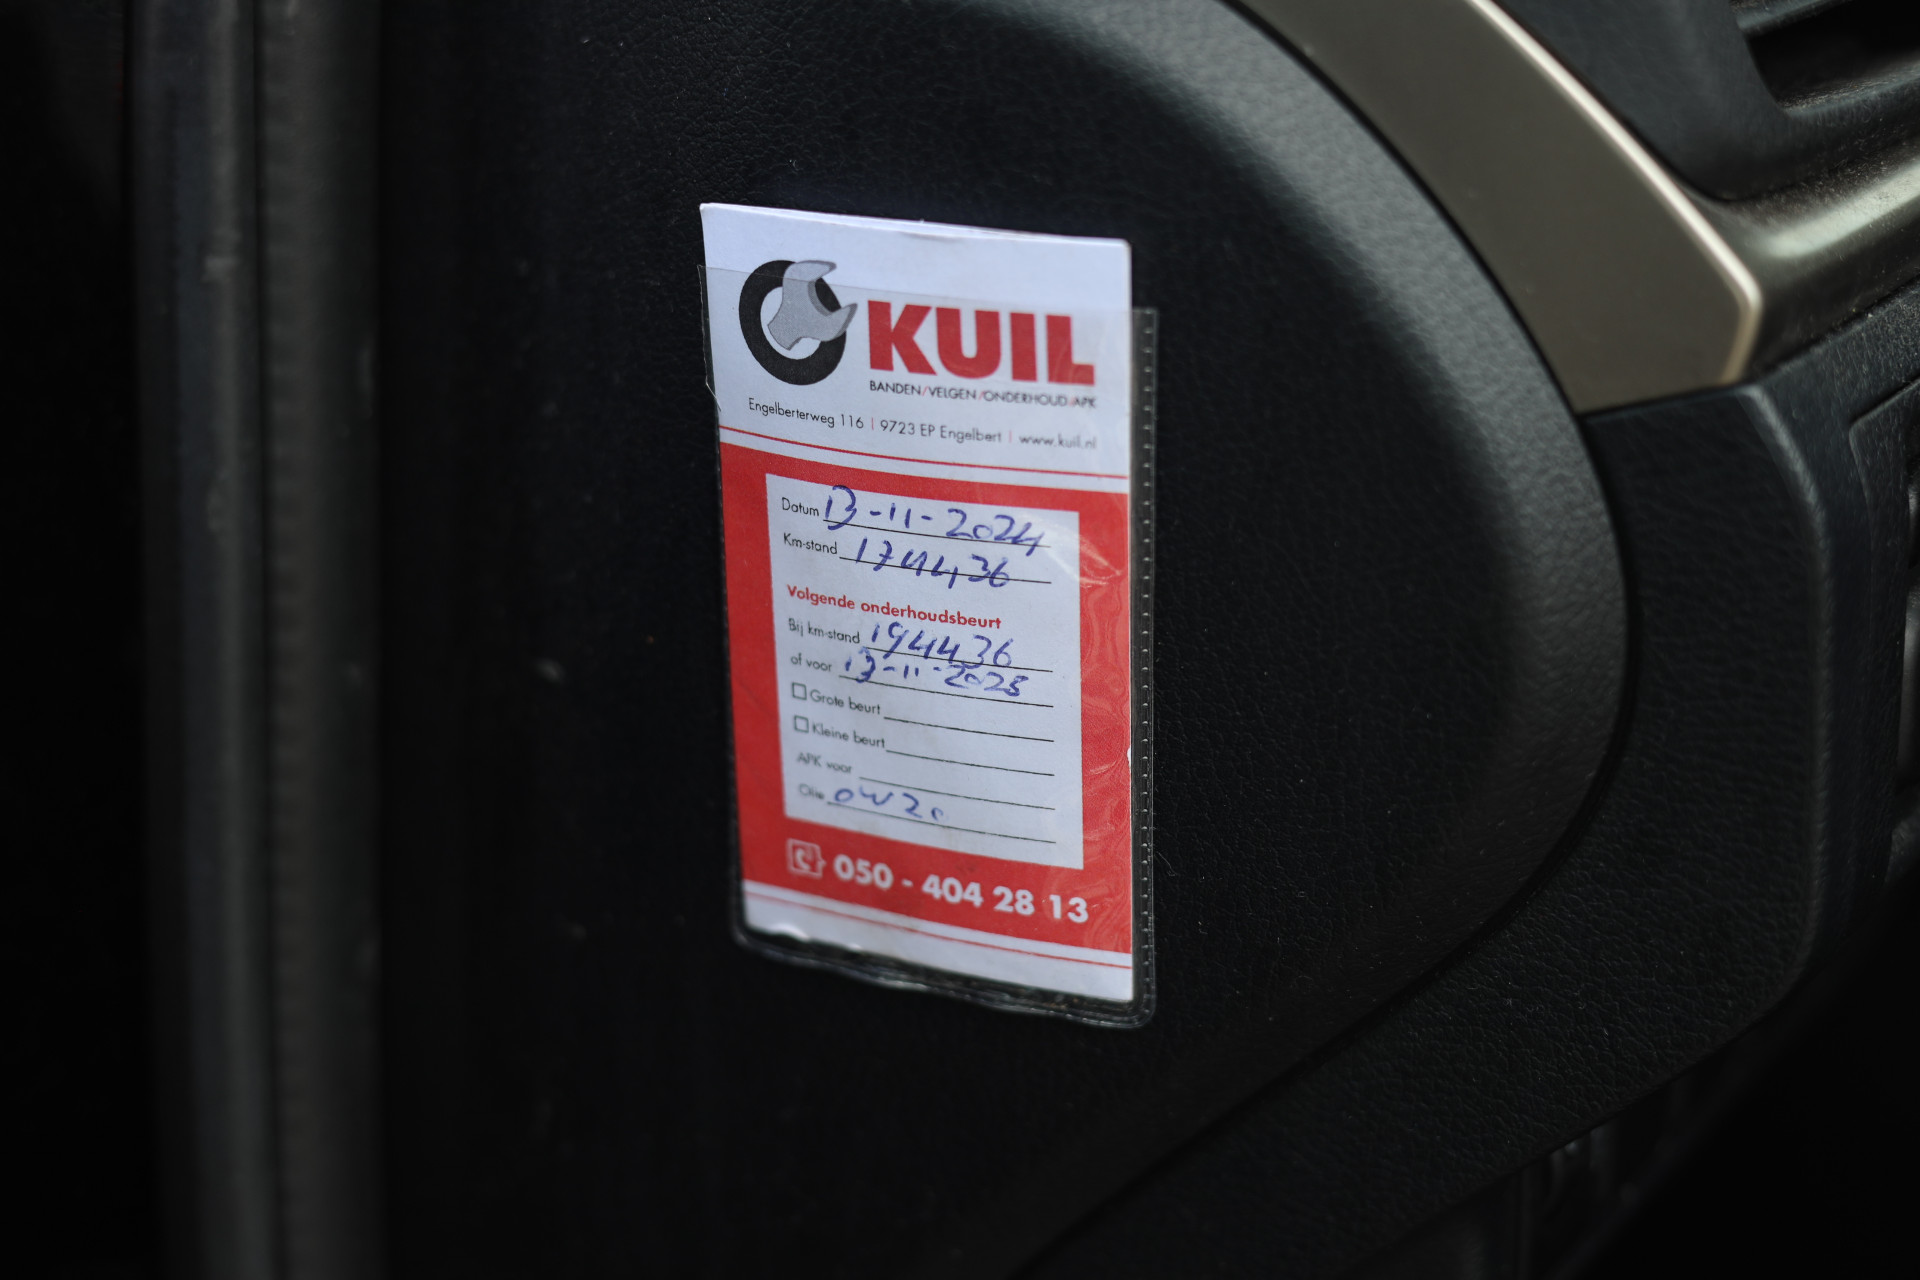 KUIL
BANDEN/VELGEN/ONDERHOUD/APK
Engelberterweg 116 | 9723 EP Engelbert | www.kuil.nl
Datum 13-11-2024
Km-stand 174436
Volgende onderhoudsbeurt
Bij km-stand 194436
of voor 13-11-2025
Grote beurt
Kleine beurt
APK voor
Olie 0W20
050 - 404 28 13